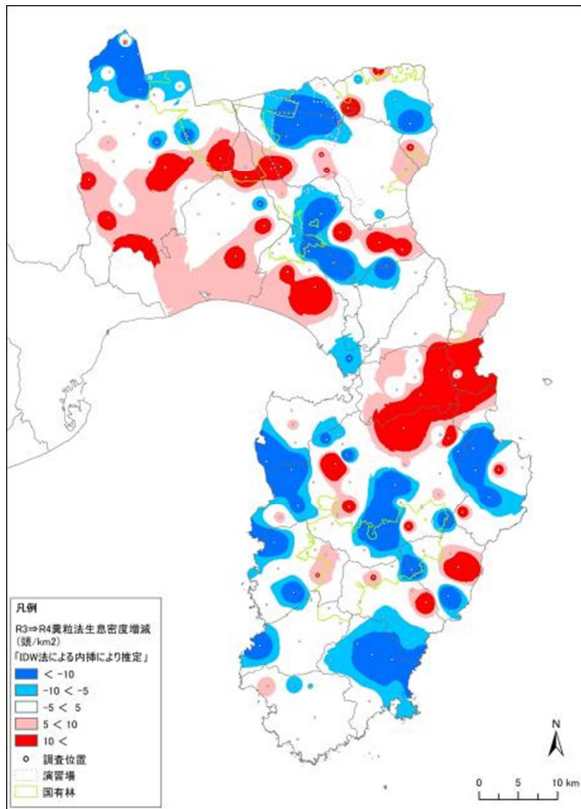 凡例
R3⇒R4糞粒法生息密度増減
(頭/km2)
「IDW法による内挿により推定」
< -10
-10 < -5
-5 < 5
5 < 10
10 <
調査位置
演習場
国有林
N
0 5 10 km